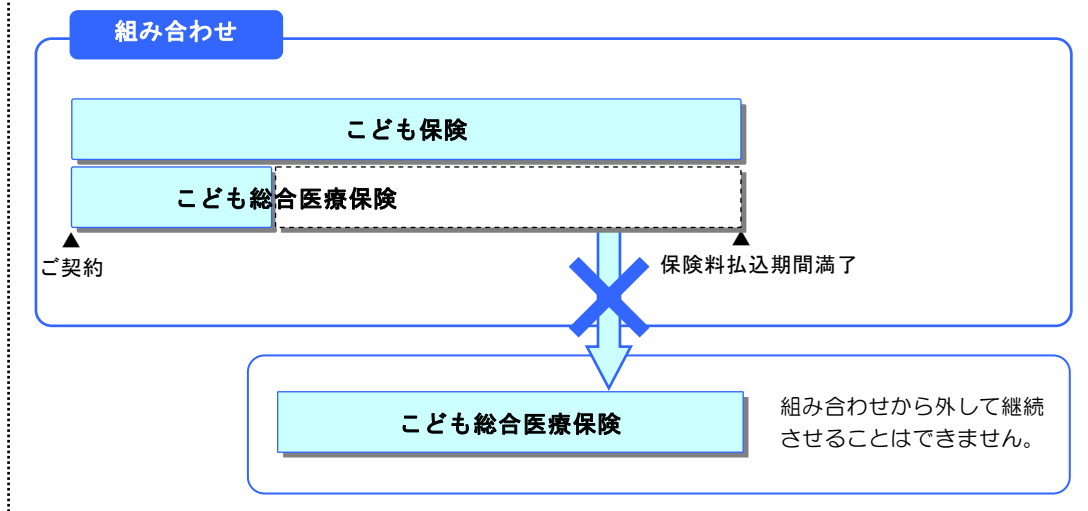 組み合わせ
こども保険
こども総合医療保険
ご契約
保険料払込期間満了
こども総合医療保険
組み合わせから外して継続
させることはできません。